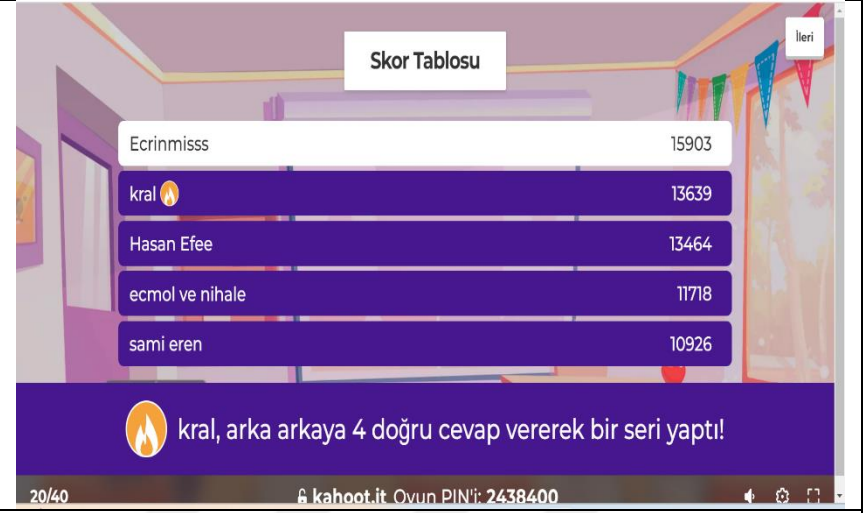 Skor Tablosu
İleri
Ecrinmisss 15903
kral 13639
Hasan Efee 13464
ecmol ve nihale 11718
sami eren 10926
kral, arka arkaya 4 doğru cevap vererek bir seri yaptı!
20/40 kahoot.it Oyun PIN'i: 2438400